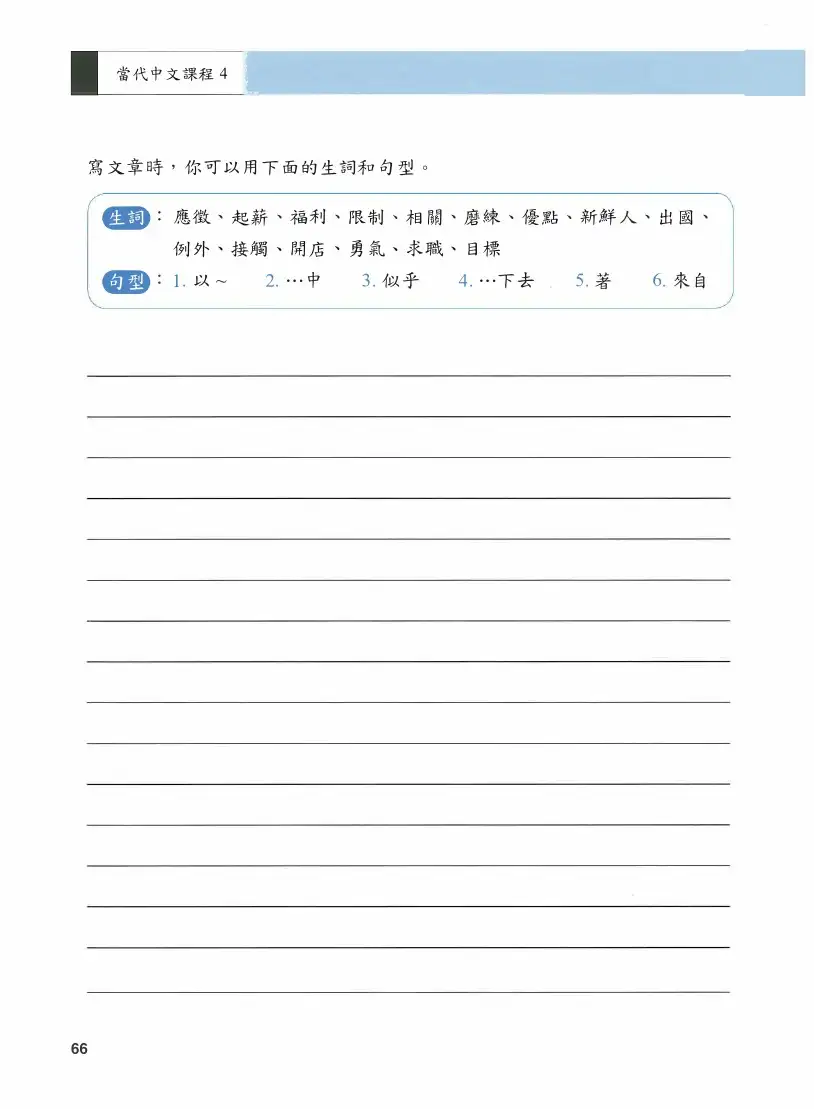 當代中文課程 4
寫文章時，你可以用下面的生詞和句型。
生詞：應徵、起薪、福利、限制、相關、磨練、優點、新鮮人、出國、
例外、接觸、開店、勇氣、求職、目標
句型：1. 以～ 2. …中 3. 似乎 4. …下去 5. 著 6. 來自
66